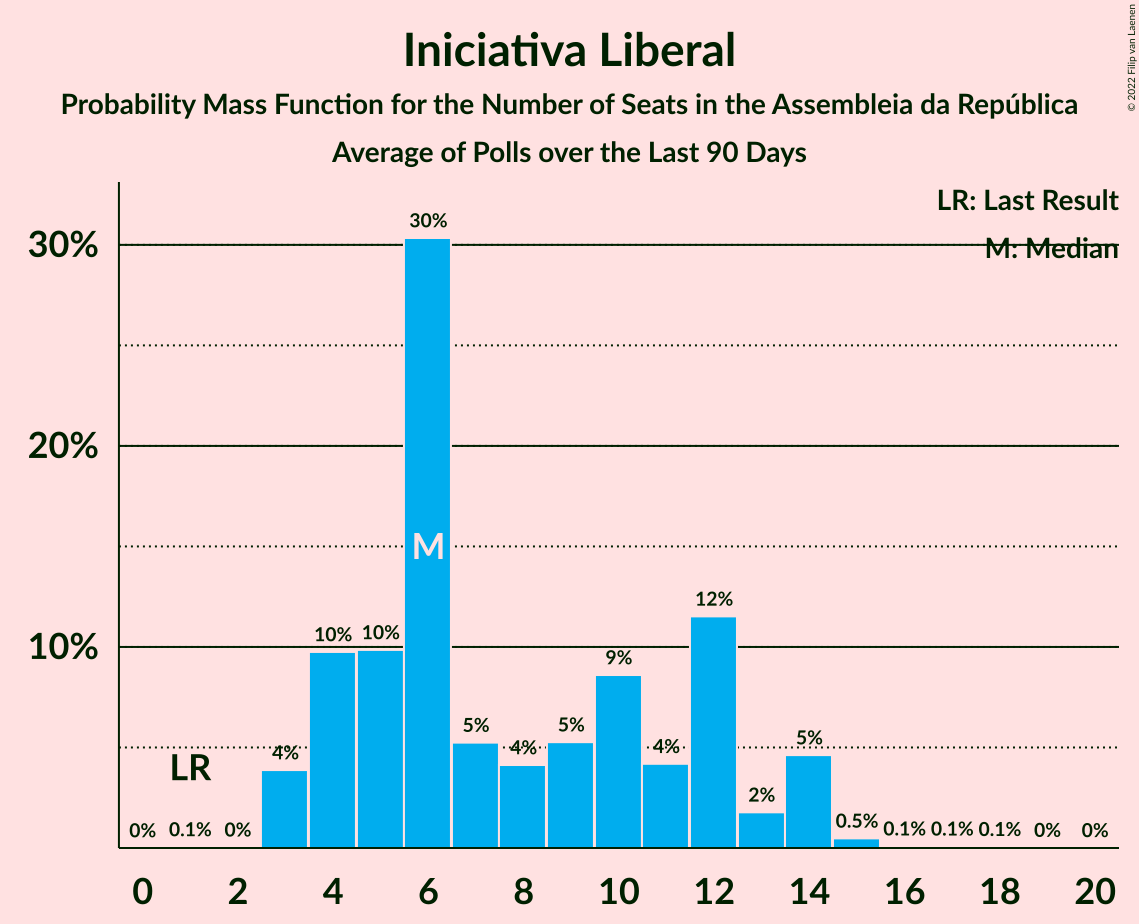 Iniciativa Liberal
Probability Mass Function for the Number of Seats in the Assembleia da República
Average of Polls over the Last 90 Days
© 2022 Filip van Laenen
LR: Last Result
M: Median
30%
20%
10%
0%
0.1%
0%
4%
10%
10%
30%
5%
4%
5%
9%
4%
12%
2%
5%
0.5%
0.1%
0.1%
0.1%
0%
0%
LR
M
0 2 4 6 8 10 12 14 16 18 20